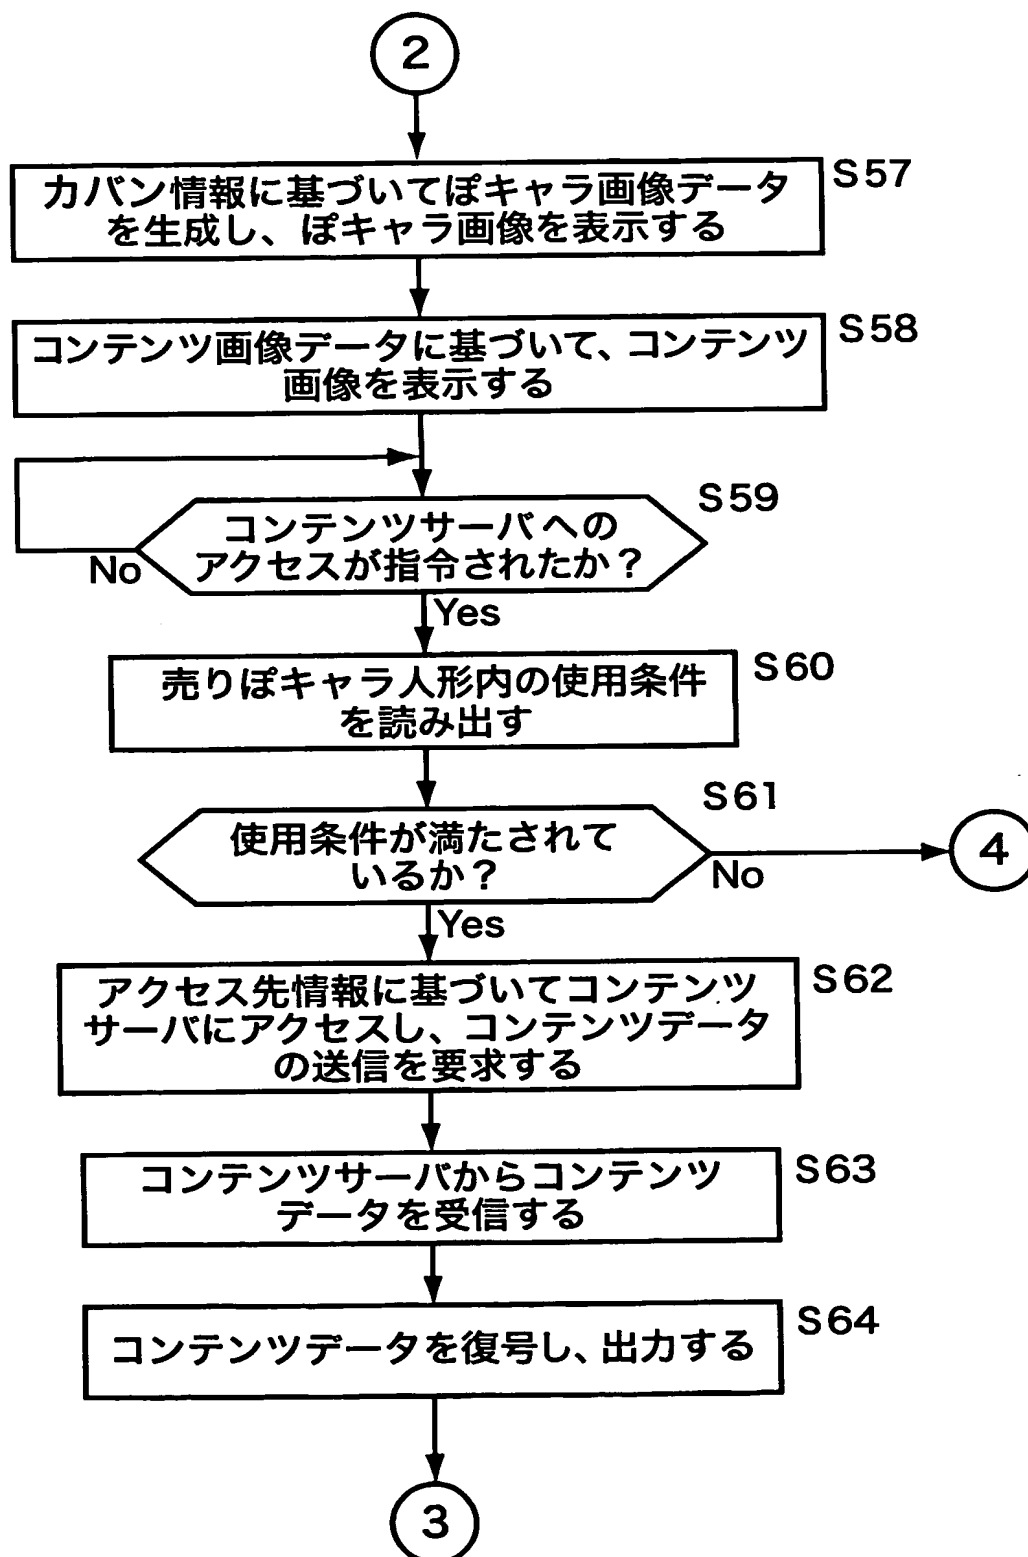 2
カバン情報に基づいてぽキャラ画像データ
を生成し、ぽキャラ画像を表示する
S57
コンテンツ画像データに基づいて、コンテンツ
画像を表示する
S58
コンテンツサーバへの
アクセスが指令されたか？
S59
No
Yes
売りぽキャラ人形内の使用条件
を読み出す
S60
使用条件が満たされて
いるか？
S61
No
4
Yes
アクセス先情報に基づいてコンテンツ
サーバにアクセスし、コンテンツデータ
の送信を要求する
S62
コンテンツサーバからコンテンツ
データを受信する
S63
コンテンツデータを復号し、出力する
S64
3